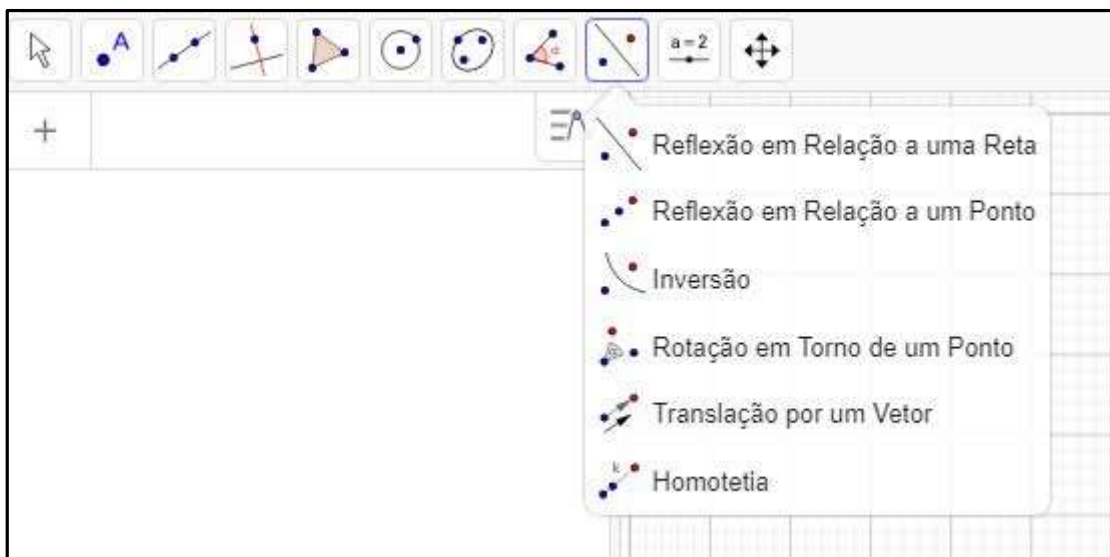 A
α
a = 2
+
Reflexão em Relação a uma Reta
Reflexão em Relação a um Ponto
Inversão
Rotação em Torno de um Ponto
Translação por um Vetor
k
Homotetia